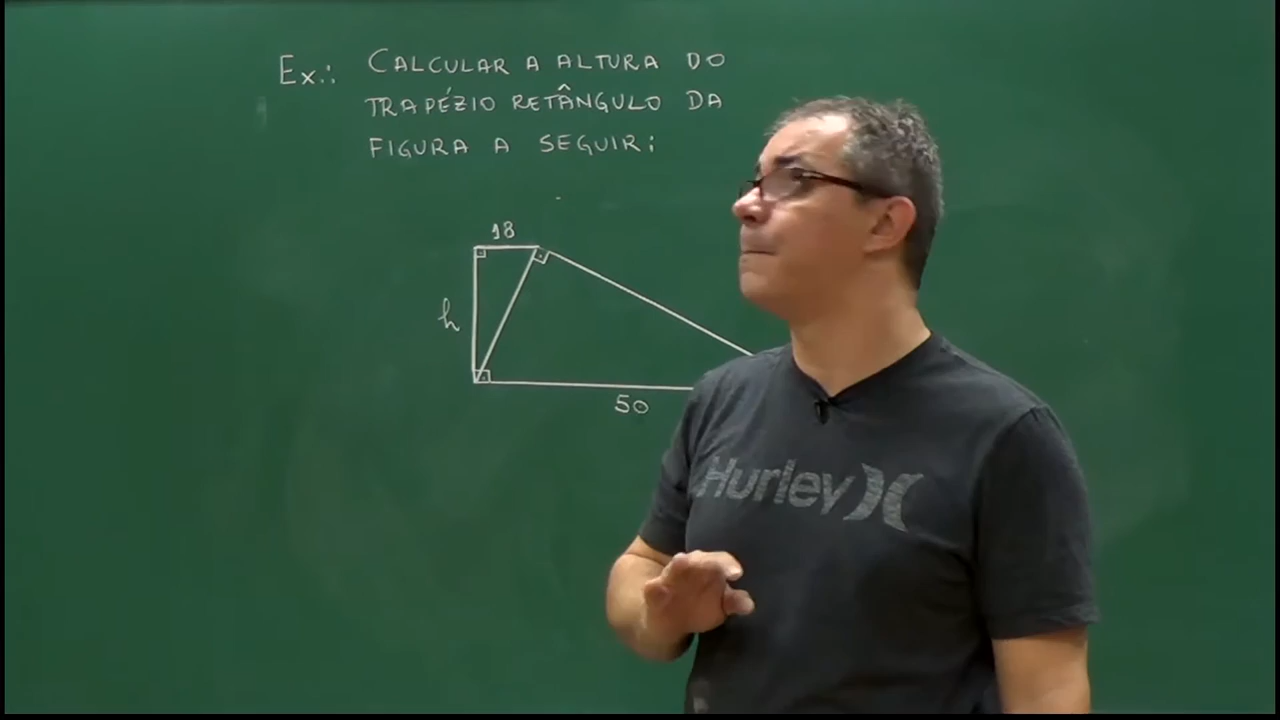 Ex.: CALCULAR A ALTURA DO
TRAPÉZIO RETÂNGULO DA
FIGURA A SEGUIR:
18
h
50
Hurley